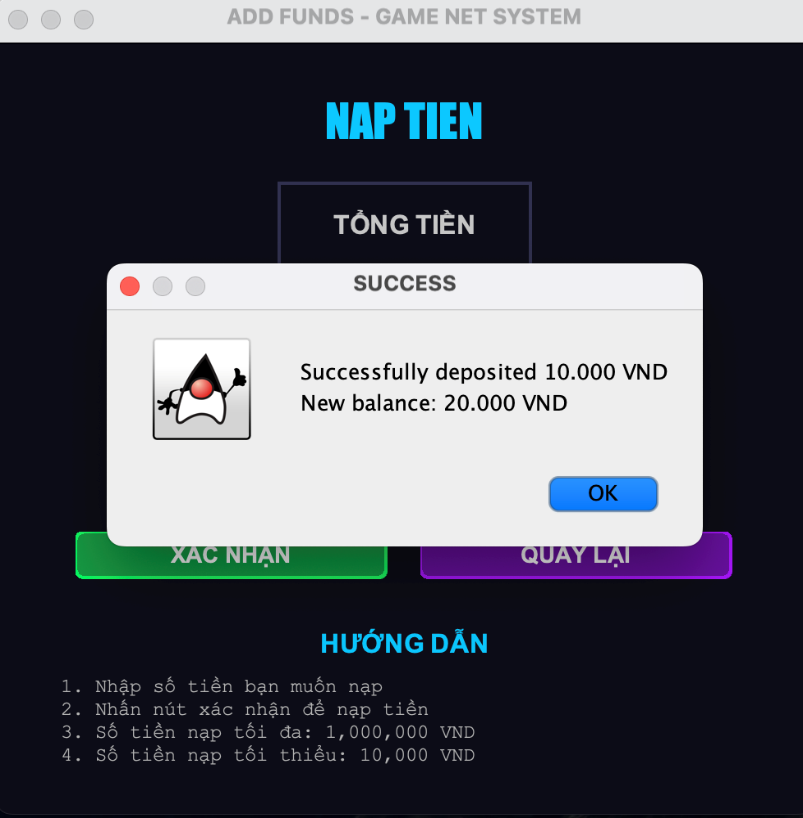 ADD FUNDS - GAME NET SYSTEM
NAP TIEN
TỔNG TIỀN
SUCCESS
Successfully deposited 10.000 VND
New balance: 20.000 VND
OK
XÁC NHẬN
QUAY LẠI
HƯỚNG DẪN
1. Nhập số tiền bạn muốn nạp
2. Nhấn nút xác nhận để nạp tiền
3. Số tiền nạp tối đa: 1,000,000 VND
4. Số tiền nạp tối thiểu: 10,000 VND